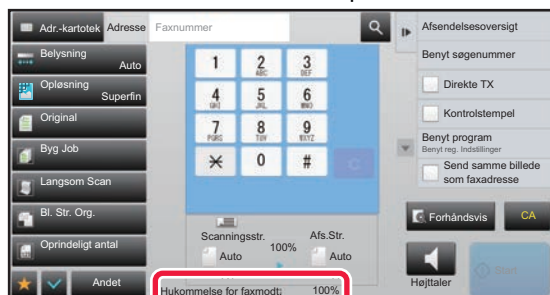 Adr.-kartotek
Adresse
Faxnummer
Afsendelsesoversigt
Belysning
Auto
Benyt søgenummer
Opløsning
Superfin
Direkte TX
Original
Kontrolstempel
Byg Job
Benyt program
Benyt reg. Indstillinger
Langsom Scan
Send samme billede
som faxadresse
Bl. Str. Org.
Oprindeligt antal
Andet
1
2 ABC
3 DEF
4 GHI
5 JKL
6 MNO
7 PQRS
8 TUV
9 WXYZ
0
#
C
Scanningsstr.
Afs.Str.
100%
Auto
Auto
Hukommelse for faxmodt:
100%
Forhåndsvis
CA
Højttaler
Start